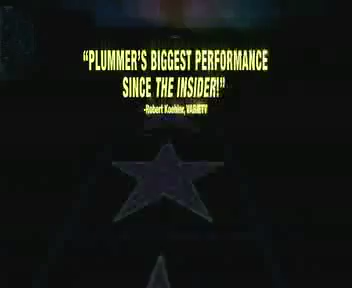 “PLUMMER’S BIGGEST PERFORMANCE
SINCE THE INSIDER!”
-Robert Koehler, VARIETY